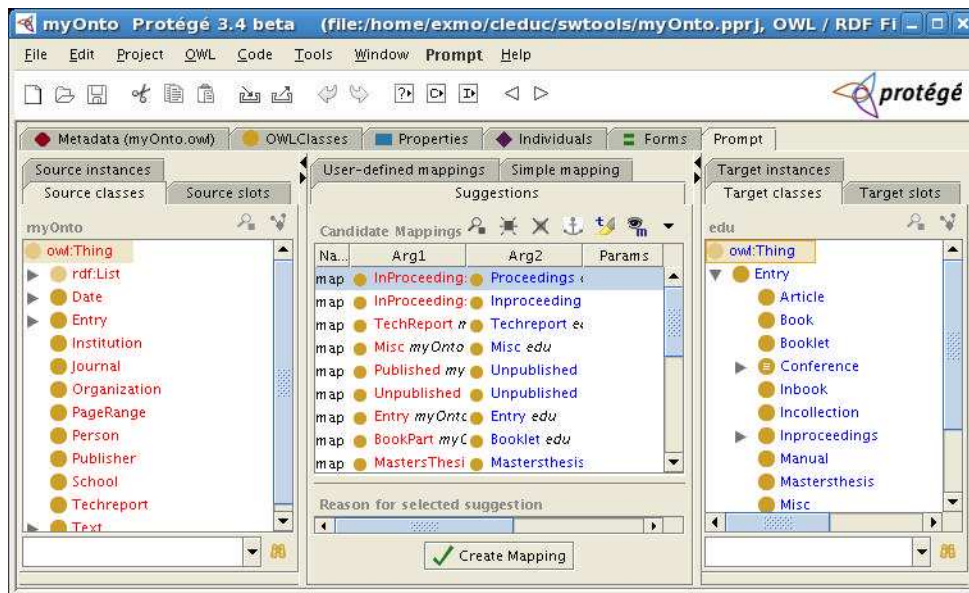 myOnto Protégé 3.4 beta (file:/home/exmo/cleduc/swtools/myOnto.pprj, OWL / RDF Fi
File Edit Project OWL Code Tools Window Prompt Help
protégé
Metadata (myOnto.owl) OWLClasses Properties Individuals Forms Prompt
Source instances
Source classes Source slots
myOnto
owl:Thing
rdf:List
Date
Entry
Institution
Journal
Organization
PageRange
Person
Publisher
School
Techreport
Text
User-defined mappings Simple mapping
Suggestions
Candidate Mappings
Na... Arg1 Arg2 Params
map InProceeding: Proceedings
map InProceeding: Inproceeding
map TechReport Techreport
map Misc myOnto Misc edu
map Published my Unpublished
map Unpublished Unpublished
map Entry myOnto Entry edu
map BookPart Booklet edu
map MastersThesi Mastersthesis
Reason for selected suggestion
Create Mapping
Target instances
Target classes Target slots
edu
owl:Thing
Entry
Article
Book
Booklet
Conference
Inbook
Incollection
Inproceedings
Manual
Mastersthesis
Misc